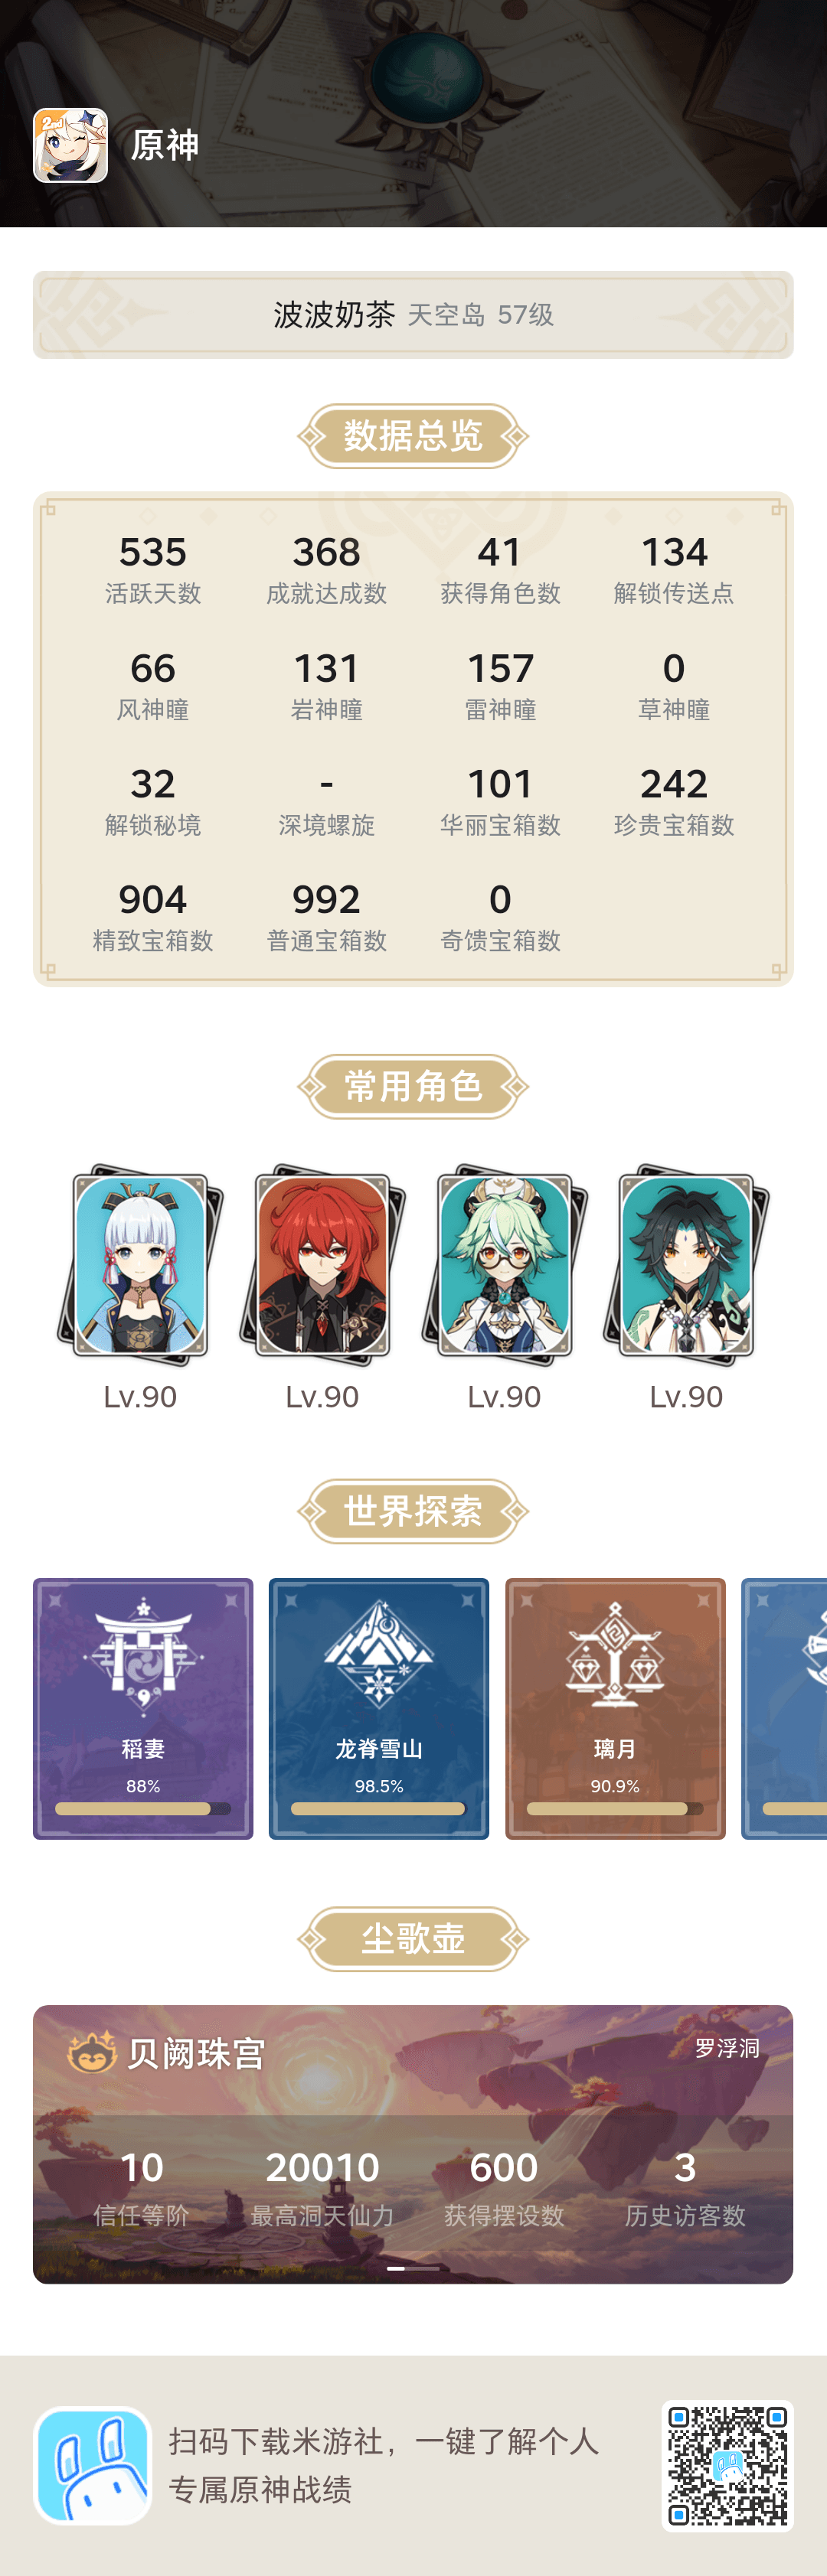 2nd
原神
波波奶茶 天空岛 57级
数据总览
535 368 41 134
活跃天数 成就达成数 获得角色数 解锁传送点
66 131 157 0
风神瞳 岩神瞳 雷神瞳 草神瞳
32 - 101 242
解锁秘境 深境螺旋 华丽宝箱数 珍贵宝箱数
904 992 0
精致宝箱数 普通宝箱数 奇馈宝箱数
常用角色
Lv.90 Lv.90 Lv.90 Lv.90
世界探索
稻妻 龙脊雪山 璃月
88% 98.5% 90.9%
尘歌壶
贝阙珠宫 罗浮洞
10 20010 600 3
信任等阶 最高洞天仙力 获得摆设数 历史访客数
扫码下载米游社，一键了解个人
专属原神战绩